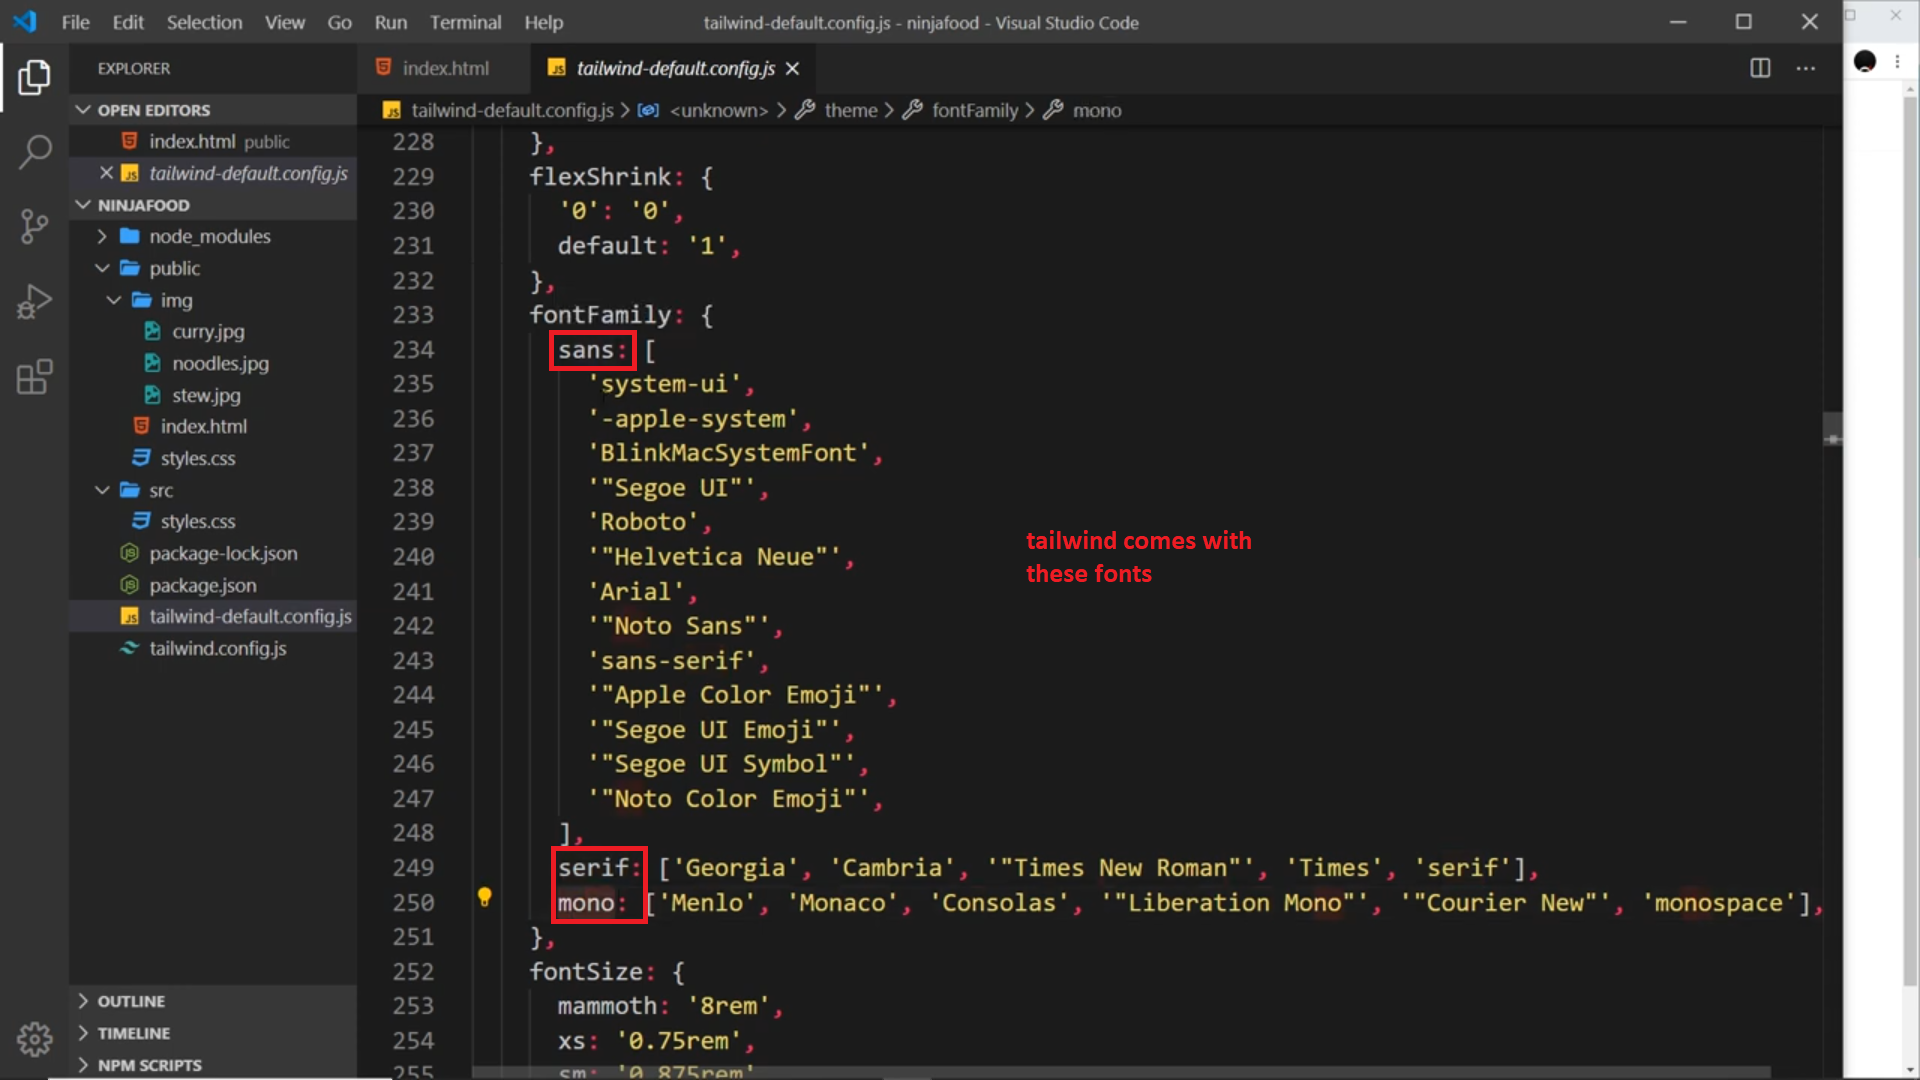 File Edit Selection View Go Run Terminal Help
tailwind-default.config.js - ninjafood - Visual Studio Code
EXPLORER
OPEN EDITORS
index.html public
tailwind-default.config.js
NINJAFOOD
node_modules
public
img
curry.jpg
noodles.jpg
stew.jpg
index.html
styles.css
src
styles.css
package-lock.json
package.json
tailwind-default.config.js
tailwind.config.js
OUTLINE
TIMELINE
NPM SCRIPTS
index.html
tailwind-default.config.js
tailwind-default.config.js > <unknown> > theme > fontFamily > mono
228 },
229 flexShrink: {
230 '0': '0',
231 default: '1',
232 },
233 fontFamily: {
234 sans: [
235 'system-ui',
236 '-apple-system',
237 'BlinkMacSystemFont',
238 '"Segoe UI"',
239 'Roboto',
240 '"Helvetica Neue"',
241 'Arial',
242 '"Noto Sans"',
243 'sans-serif',
244 '"Apple Color Emoji"',
245 '"Segoe UI Emoji"',
246 '"Segoe UI Symbol"',
247 '"Noto Color Emoji"',
248 ],
249 serif: ['Georgia', 'Cambria', '"Times New Roman"', 'Times', 'serif'],
250 mono: ['Menlo', 'Monaco', 'Consolas', '"Liberation Mono"', '"Courier New"', 'monospace'],
251 },
252 fontSize: {
253 mammoth: '8rem',
254 xs: '0.75rem',
255 sm: '0.875rem'
tailwind comes with
these fonts